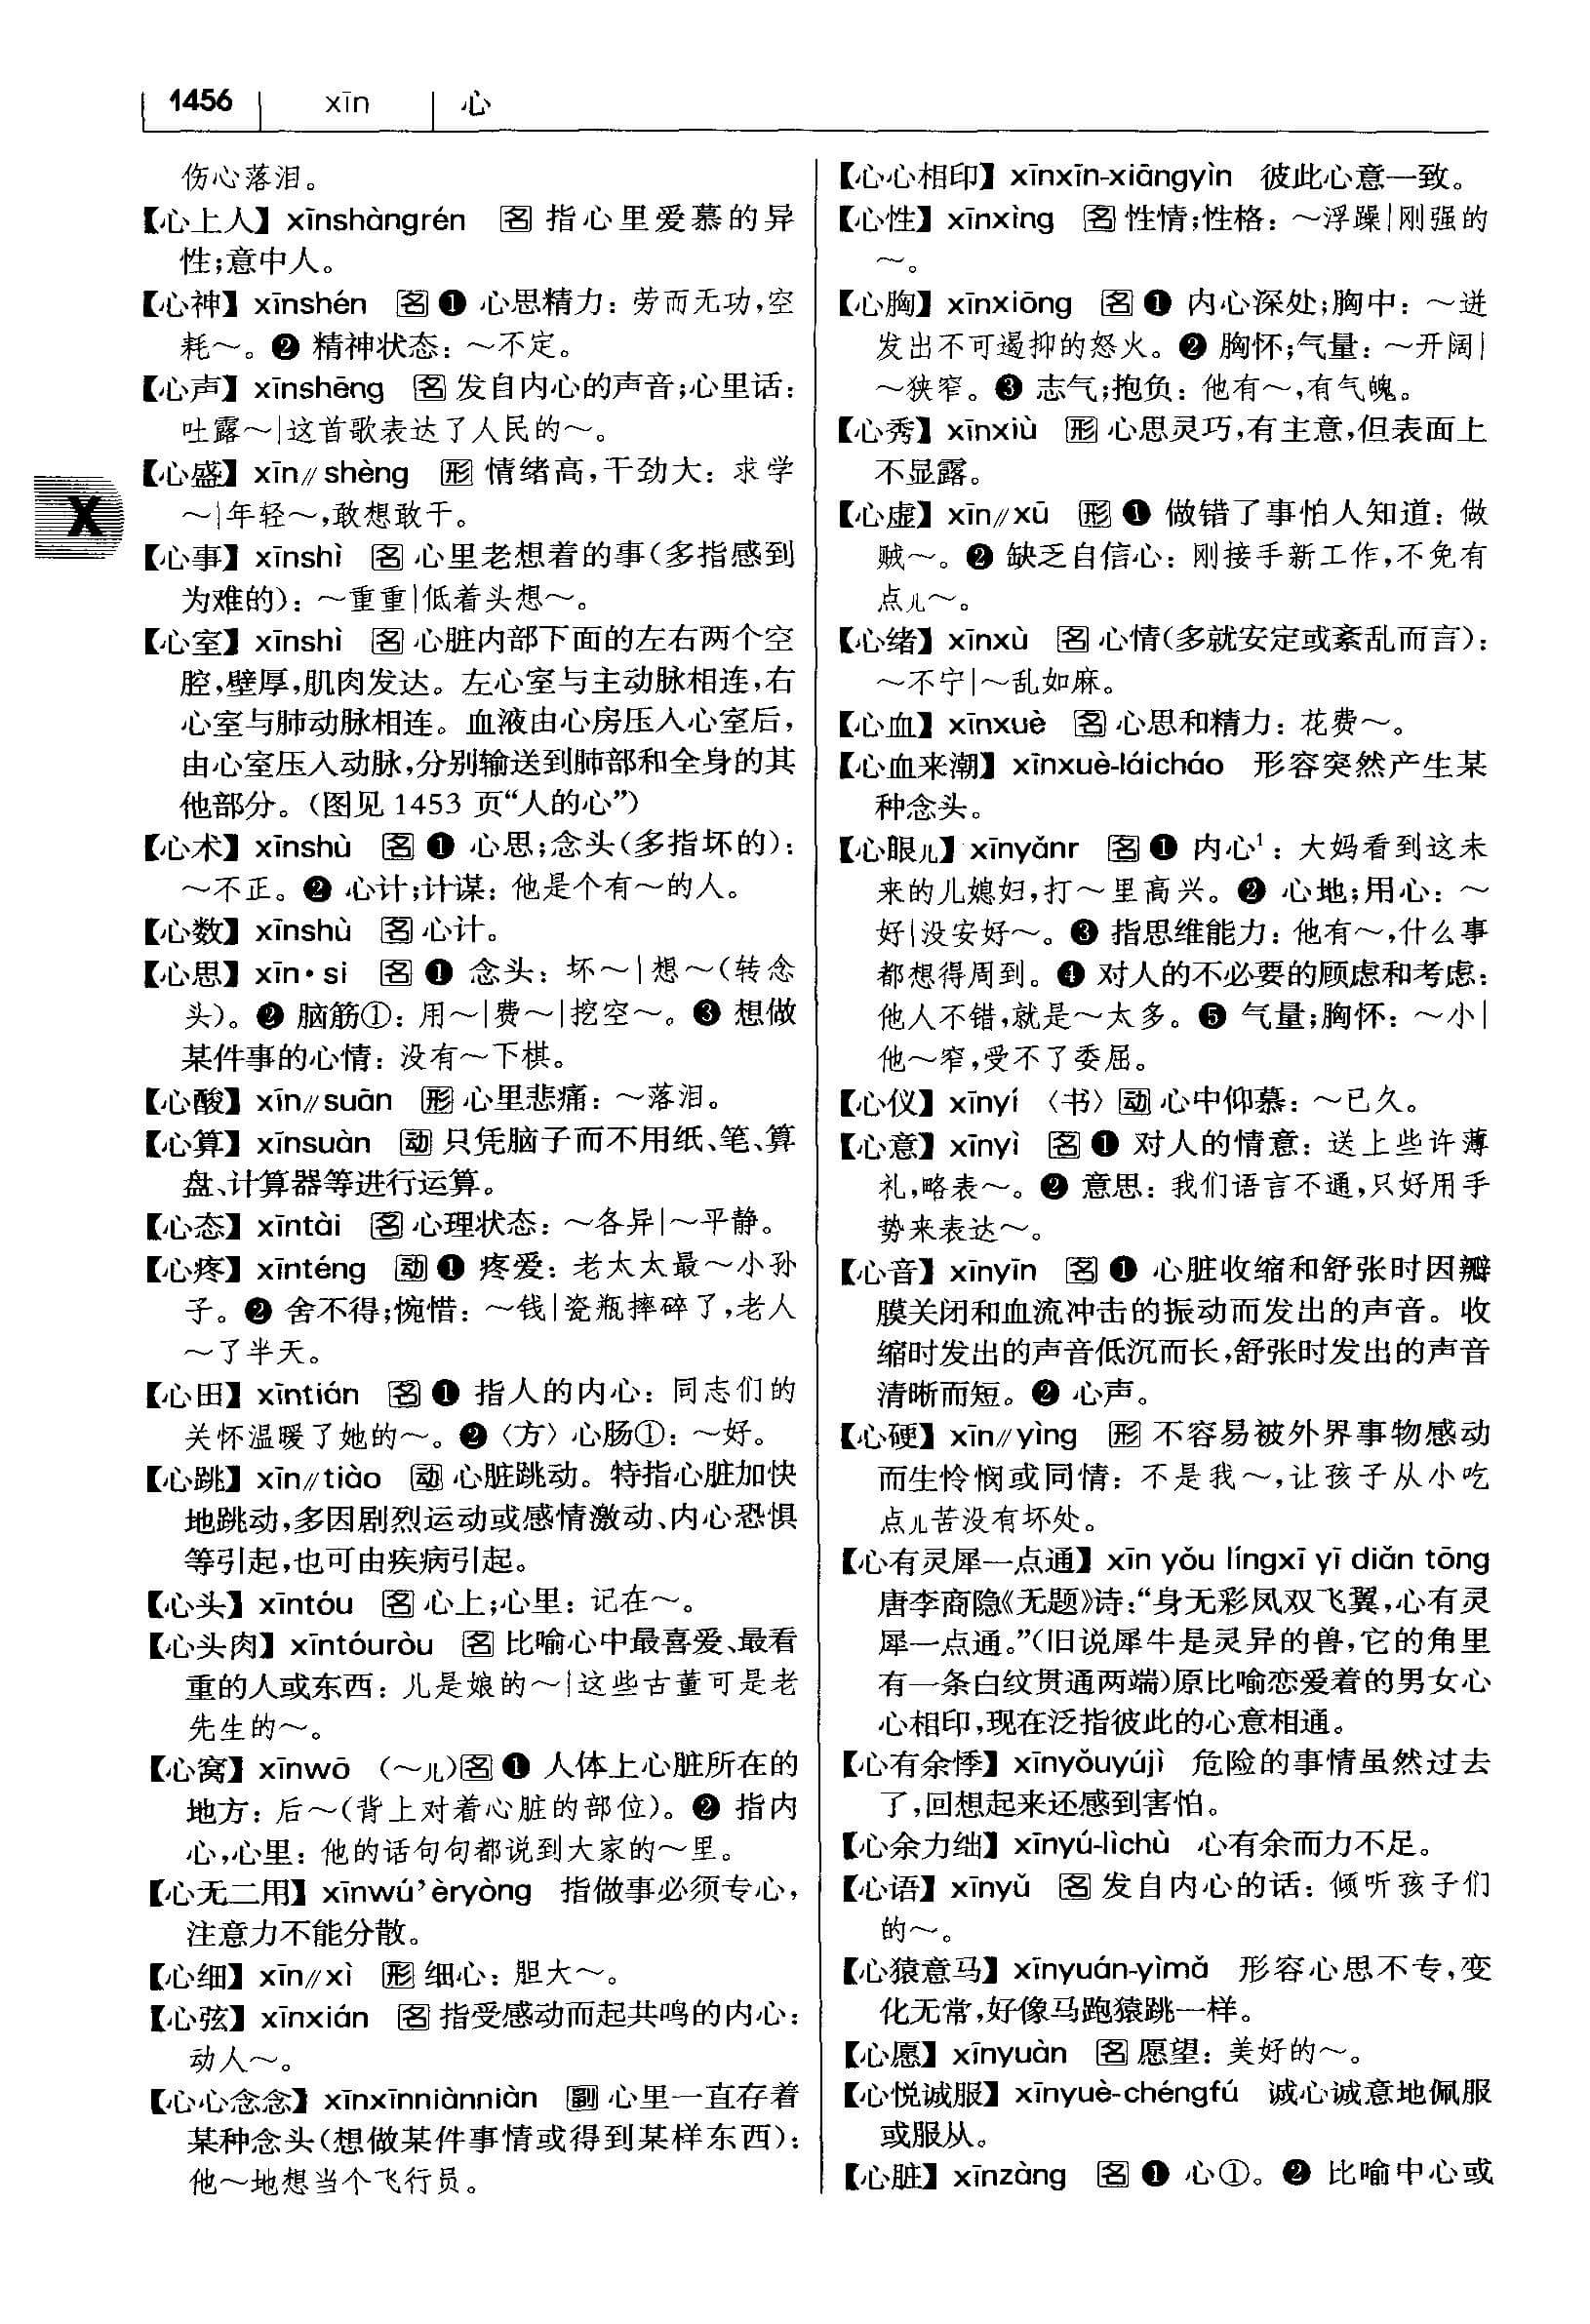 1456 xīn 心
伤心落泪。
【心上人】 xīnshàngrén 名 指心里爱慕的异
性;意中人。
【心神】 xīnshén 名 ❶ 心思精力：劳而无功,空
耗～。❷ 精神状态：～不定。
【心声】 xīnshēng 名 发自内心的声音;心里话：
吐露～|这首歌表达了人民的～。
【心盛】 xīn//shèng 形 情绪高,干劲大：求学
～|年轻～,敢想敢干。
X
【心事】 xīnshì 名 心里老想着的事(多指感到
为难的)：～重重|低着头想～。
【心室】 xīnshì 名 心脏内部下面的左右两个空
腔,壁厚,肌肉发达。左心室与主动脉相连,右
心室与肺动脉相连。血液由心房压入心室后,
由心室压入动脉,分别输送到肺部和全身的其
他部分。(图见 1453 页“人的心”)
【心术】 xīnshù 名 ❶ 心思;念头(多指坏的)：
～不正。❷ 心计;计谋：他是个有～的人。
【心数】 xīnshù 名 心计。
【心思】 xīn·si 名 ❶ 念头：坏～|想～(转念
头)。❷ 脑筋①：用～|费～|挖空～。❸ 想做
某件事的心情：没有～下棋。
【心酸】 xīn//suān 形 心里悲痛：～落泪。
【心算】 xīnsuàn 动 只凭脑子而不用纸、笔、算
盘、计算器等进行运算。
【心态】 xīntài 名 心理状态：～各异|～平静。
【心疼】 xīnténg 动 ❶ 疼爱：老太太最～小孙
子。❷ 舍不得;惋惜：～钱|瓷瓶摔碎了,老人
～了半天。
【心田】 xīntián 名 ❶ 指人的内心：同志们的
关怀温暖了她的～。❷〈方〉心肠①：～好。
【心跳】 xīn//tiào 动 心脏跳动。特指心脏加快
地跳动,多因剧烈运动或感情激动、内心恐惧
等引起,也可由疾病引起。
【心头】 xīntóu 名 心上;心里：记在～。
【心头肉】 xīntóuròu 名 比喻心中最喜爱、最看
重的人或东西：儿是娘的～|这些古董可是老
先生的～。
【心窝】 xīnwō (～儿)名 ❶ 人体上心脏所在的
地方：后～(背上对着心脏的部位)。❷ 指内
心,心里：他的话句句都说到大家的～里。
【心无二用】 xīnwú’èryòng 指做事必须专心,
注意力不能分散。
【心细】 xīn//xì 形 细心：胆大～。
【心弦】 xīnxián 名 指受感动而起共鸣的内心：
动人～。
【心心念念】 xīnxīnniànniàn 副 心里一直存着
某种念头(想做某件事情或得到某样东西)：
他～地想当个飞行员。
【心心相印】 xīnxīn-xiāngyìn 彼此心意一致。
【心性】 xīnxìng 名 性情;性格：～浮躁|刚强的
～。
【心胸】 xīnxiōng 名 ❶ 内心深处;胸中：～迸
发出不可遏抑的怒火。❷ 胸怀;气量：～开阔|
～狭窄。❸ 志气;抱负：他有～,有气魄。
【心秀】 xīnxiù 形 心思灵巧,有主意,但表面上
不显露。
【心虚】 xīn//xū 形 ❶ 做错了事怕人知道：做
贼～。❷ 缺乏自信心：刚接手新工作,不免有
点儿～。
【心绪】 xīnxù 名 心情(多就安定或紊乱而言)：
～不宁|～乱如麻。
【心血】 xīnxuè 名 心思和精力：花费～。
【心血来潮】 xīnxuè-láicháo 形容突然产生某
种念头。
【心眼儿】 xīnyǎnr 名 ❶ 内心¹：大妈看到这未
来的儿媳妇,打～里高兴。❷ 心地;用心：～
好|没安好～。❸ 指思维能力：他有～,什么事
都想得周到。❹ 对人的不必要的顾虑和考虑：
他人不错,就是～太多。❺ 气量;胸怀：～小|
他～窄,受不了委屈。
【心仪】 xīnyí 〈书〉动 心中仰慕：～已久。
【心意】 xīnyì 名 ❶ 对人的情意：送上些许薄
礼,略表～。❷ 意思：我们语言不通,只好用手
势来表达～。
【心音】 xīnyīn 名 ❶ 心脏收缩和舒张时因瓣
膜关闭和血流冲击的振动而发出的声音。收
缩时发出的声音低沉而长,舒张时发出的声音
清晰而短。❷ 心声。
【心硬】 xīn//yìng 形 不容易被外界事物感动
而生怜悯或同情：不是我～,让孩子从小吃
点儿苦没有坏处。
【心有灵犀一点通】 xīn yǒu língxī yī diǎn tōng
唐李商隐《无题》诗：“身无彩凤双飞翼,心有灵
犀一点通。”(旧说犀牛是灵异的兽,它的角里
有一条白纹贯通两端)原比喻恋爱着的男女心
心相印,现在泛指彼此的心意相通。
【心有余悸】 xīnyǒuyújì 危险的事情虽然过去
了,回想起来还感到害怕。
【心余力绌】 xīnyú-lìchù 心有余而力不足。
【心语】 xīnyǔ 名 发自内心的话：倾听孩子们
的～。
【心猿意马】 xīnyuán-yìmǎ 形容心思不专,变
化无常,好像马跑猿跳一样。
【心愿】 xīnyuàn 名 愿望：美好的～。
【心悦诚服】 xīnyuè-chéngfú 诚心诚意地佩服
或服从。
【心脏】 xīnzàng 名 ❶ 心①。❷ 比喻中心或